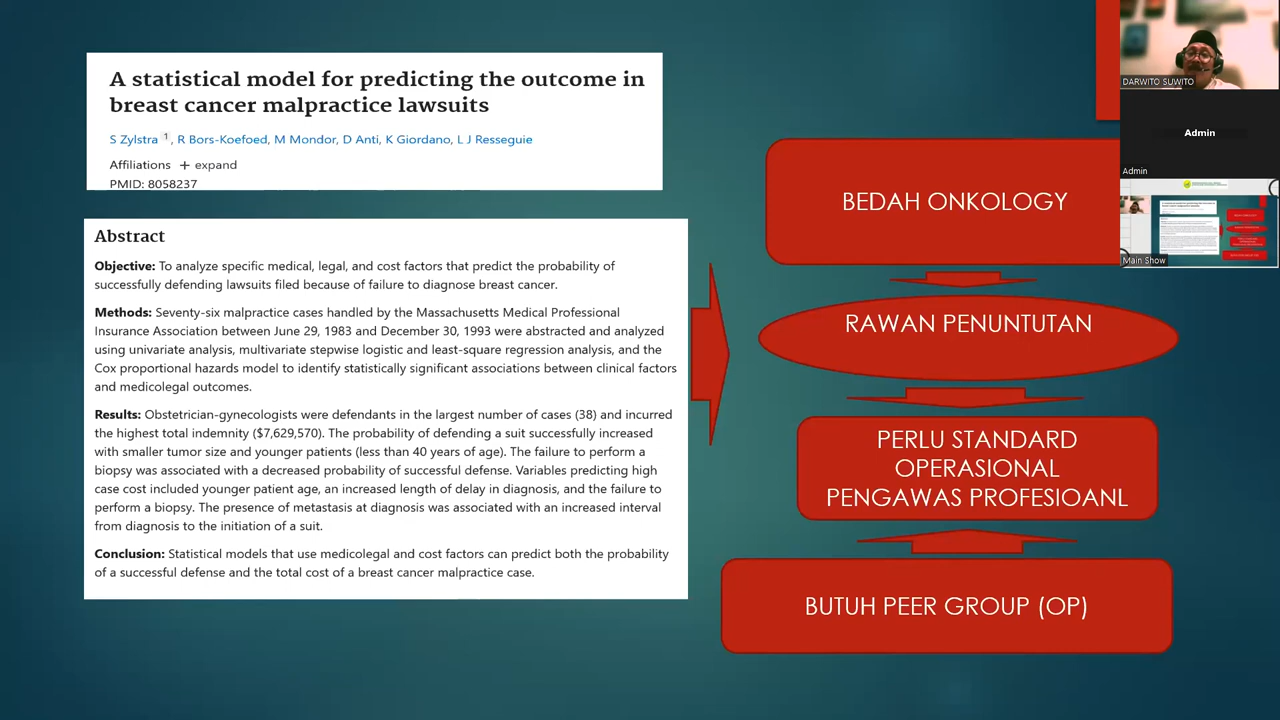 A statistical model for predicting the outcome in
breast cancer malpractice lawsuits
S Zylstra 1, R Bors-Koefoed, M Mondor, D Anti, K Giordano, L J Resseguie
Affiliations + expand
PMID: 8058237
Abstract
Objective: To analyze specific medical, legal, and cost factors that predict the probability of
successfully defending lawsuits filed because of failure to diagnose breast cancer.
Methods: Seventy-six malpractice cases handled by the Massachusetts Medical Professional
Insurance Association between June 29, 1983 and December 30, 1993 were abstracted and analyzed
using univariate analysis, multivariate stepwise logistic and least-square regression analysis, and the
Cox proportional hazards model to identify statistically significant associations between clinical factors
and medicolegal outcomes.
Results: Obstetrician-gynecologists were defendants in the largest number of cases (38) and incurred
the highest total indemnity ($7,629,570). The probability of defending a suit successfully increased
with smaller tumor size and younger patients (less than 40 years of age). The failure to perform a
biopsy was associated with a decreased probability of successful defense. Variables predicting high
case cost included younger patient age, an increased length of delay in diagnosis, and the failure to
perform a biopsy. The presence of metastasis at diagnosis was associated with an increased interval
from diagnosis to the initiation of a suit.
Conclusion: Statistical models that use medicolegal and cost factors can predict both the probability
of a successful defense and the total cost of a breast cancer malpractice case.
BEDAH ONKOLOGY
RAWAN PENUNTUTAN
PERLU STANDARD
OPERASIONAL
PENGAWAS PROFESIOANL
BUTUH PEER GROUP (OP)
DARWITO SUWITO
Admin
Admin
Main Show